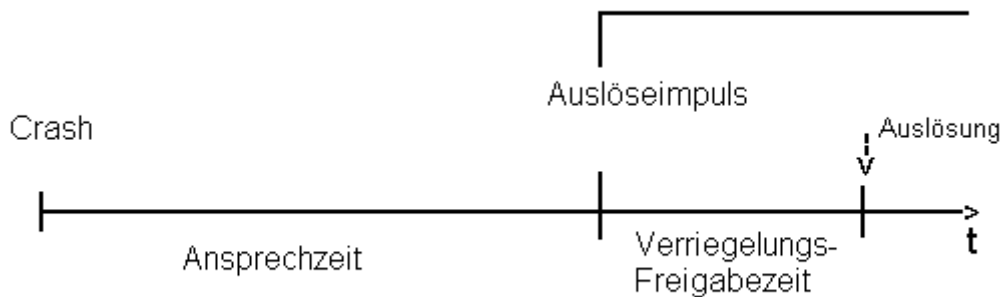 Auslöseimpuls
Crash
Auslösung
t
Ansprechzeit
Verriegelungs-
Freigabezeit